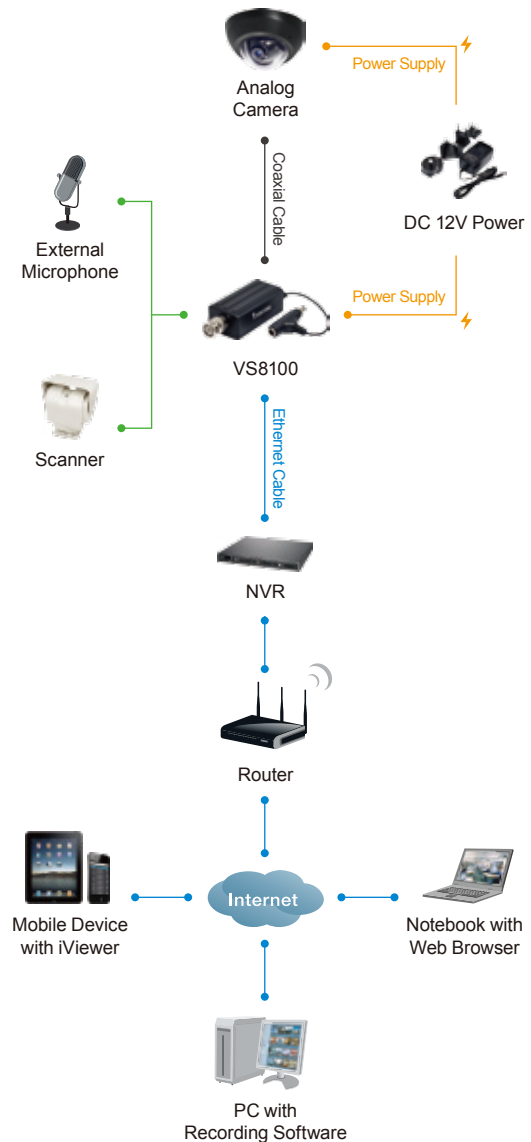 Power Supply
Analog
Camera
Coaxial Cable
DC 12V Power
External
Microphone
Power Supply
VS8100
Scanner
Ethernet Cable
NVR
Router
Internet
Mobile Device
with iViewer
Notebook with
Web Browser
PC with
Recording Software